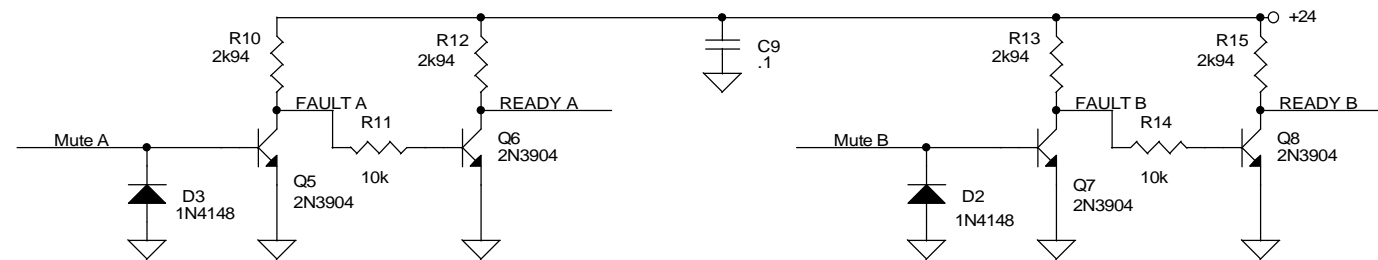 +24
R10
2k94
R12
2k94
C9
.1
R13
2k94
R15
2k94
FAULT A
READY A
FAULT B
READY B
Mute A
R11
10k
Q6
2N3904
Mute B
R14
10k
Q8
2N3904
D3
1N4148
Q5
2N3904
D2
1N4148
Q7
2N3904